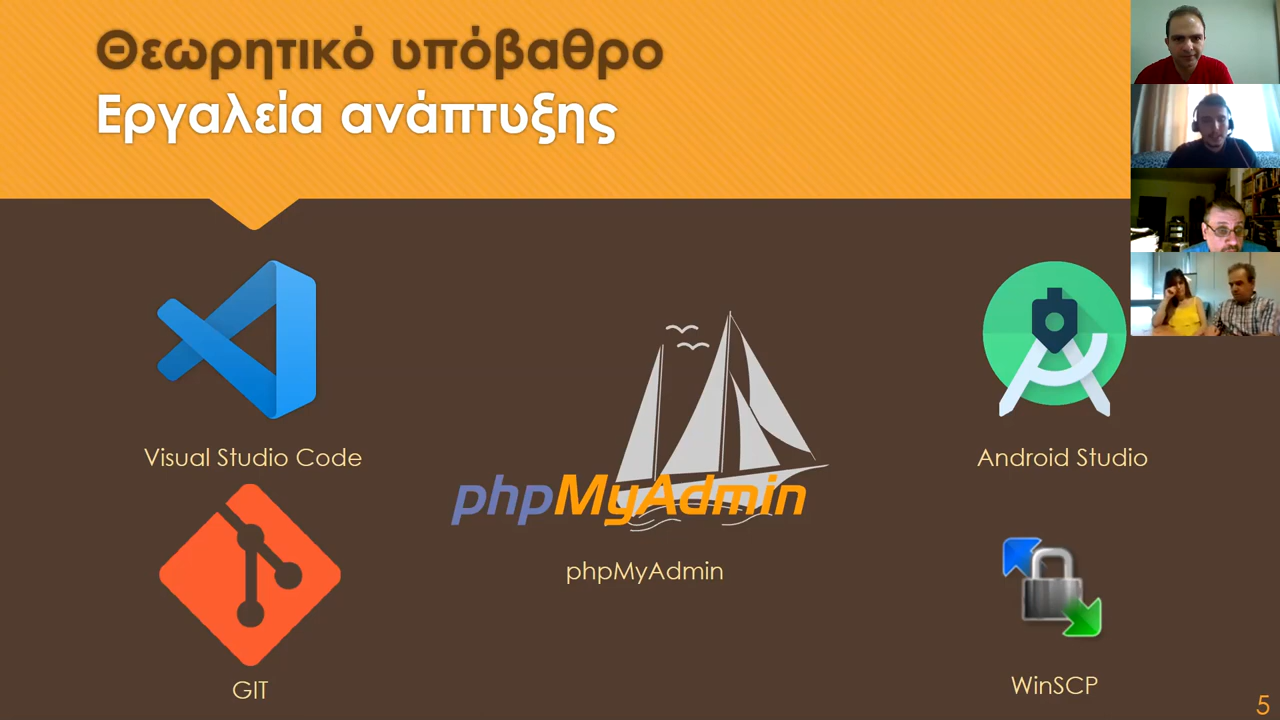 Θεωρητικό υπόβαθρο
Εργαλεία ανάπτυξης
Visual Studio Code
phpMyAdmin
phpMyAdmin
Android Studio
GIT
WinSCP
5